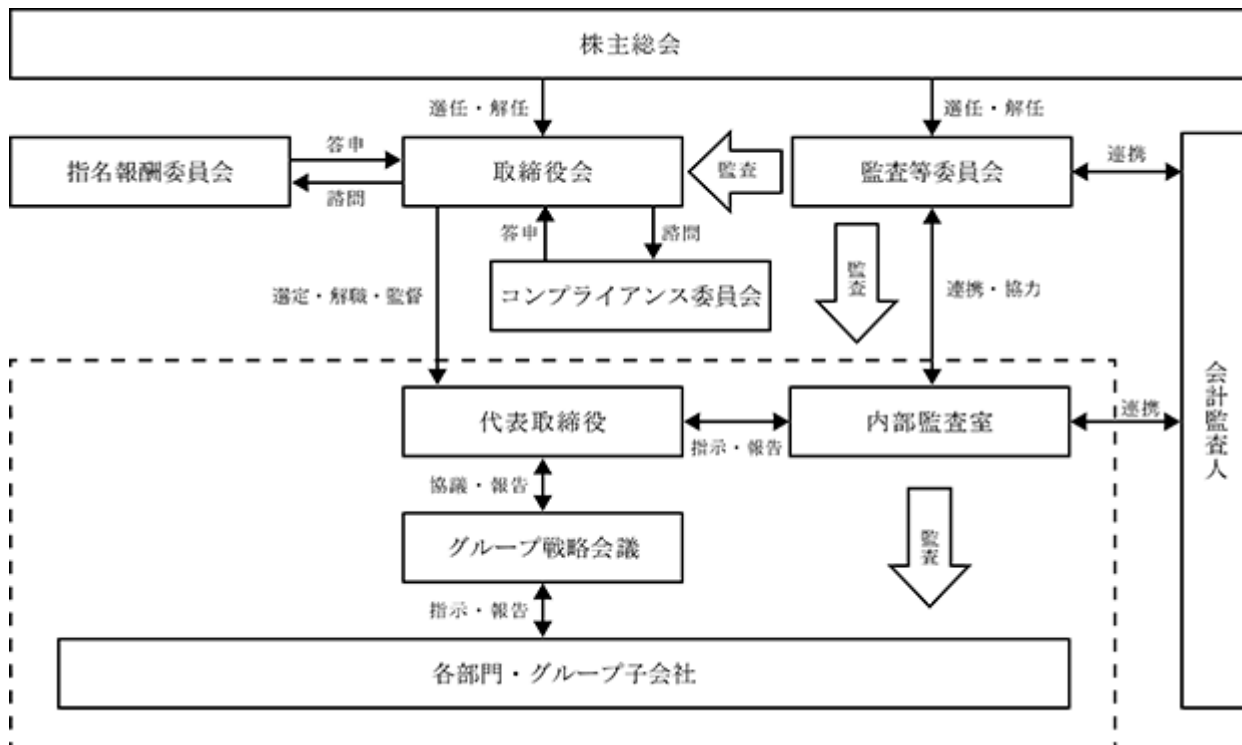 株主総会
選任・解任
選任・解任
指名報酬委員会
答申
諮問
取締役会
監査
監査等委員会
連携
答申
諮問
コンプライアンス委員会
選定・解職・監督
監査
連携・協力
代表取締役
指示・報告
内部監査室
連携
会計監査人
協議・報告
グループ戦略会議
監査
指示・報告
各部門・グループ子会社